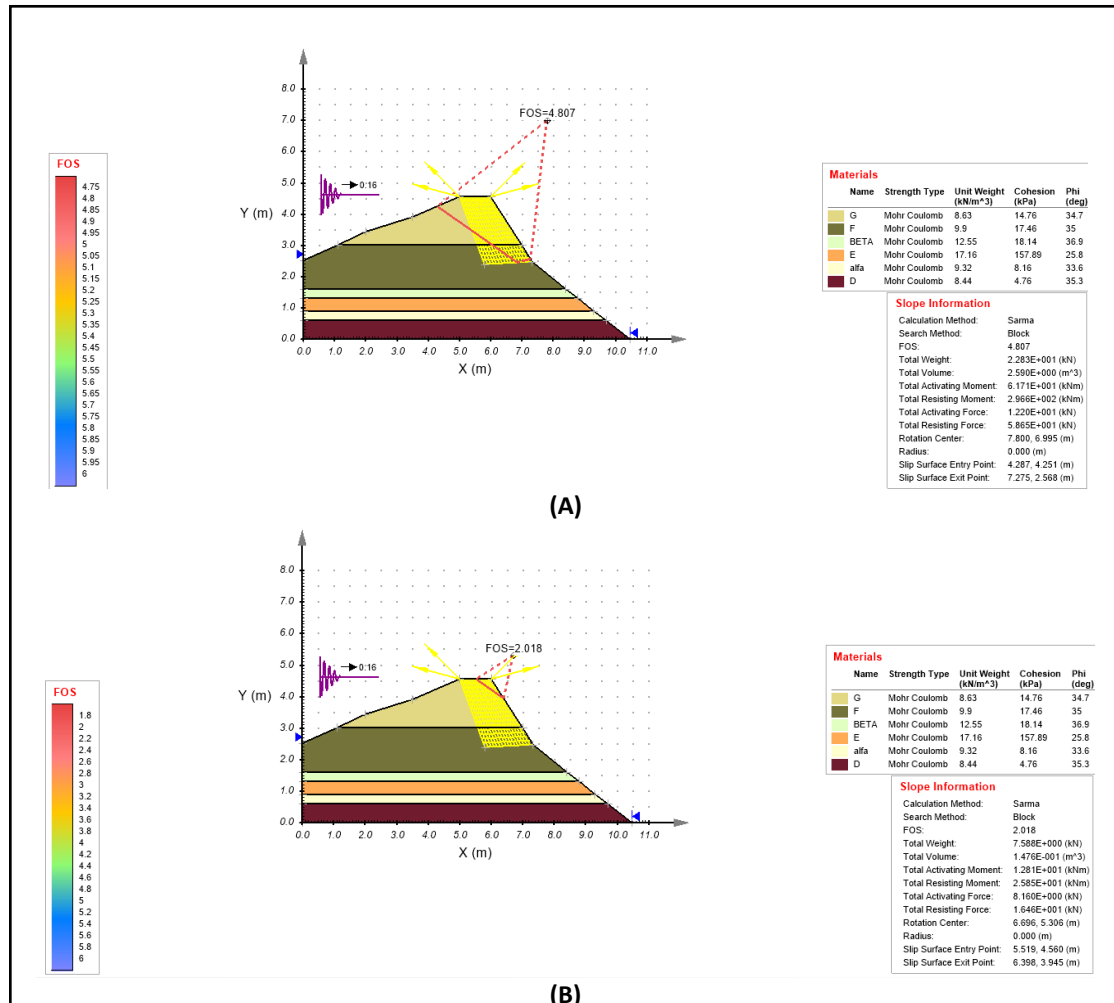 FOS=4.807
8.0
7.0
6.0
5.0
4.0
3.0
2.0
1.0
0.0
Y (m)
0:16
0.0 1.0 2.0 3.0 4.0 5.0 6.0 7.0 8.0 9.0 10.0 11.0
X (m)
FOS
4.75
4.8
4.85
4.9
4.95
5
5.05
5.1
5.15
5.2
5.25
5.3
5.35
5.4
5.45
5.5
5.55
5.6
5.65
5.7
5.75
5.8
5.85
5.9
5.95
6
Materials
Name Strength Type Unit Weight (kN/m^3) Cohesion (kPa) Phi (deg)
G Mohr Coulomb 8.63 14.76 34.7
F Mohr Coulomb 9.9 17.46 35
BETA Mohr Coulomb 12.55 18.14 36.9
E Mohr Coulomb 17.16 157.89 25.8
alfa Mohr Coulomb 9.32 8.16 33.6
D Mohr Coulomb 8.44 4.76 35.3
Slope Information
Calculation Method: Sarma
Search Method: Block
FOS: 4.807
Total Weight: 2.283E+001 (kN)
Total Volume: 2.590E+000 (m^3)
Total Activating Moment: 6.171E+001 (kNm)
Total Resisting Moment: 2.966E+002 (kNm)
Total Activating Force: 1.220E+001 (kN)
Total Resisting Force: 5.865E+001 (kN)
Rotation Center: 7.800, 6.995 (m)
Radius: 0.000 (m)
Slip Surface Entry Point: 4.287, 4.251 (m)
Slip Surface Exit Point: 7.275, 2.568 (m)
(A)
8.0
7.0
6.0
5.0
4.0
3.0
2.0
1.0
0.0
Y (m)
FOS=2.018
0:16
0.0 1.0 2.0 3.0 4.0 5.0 6.0 7.0 8.0 9.0 10.0 11.0
X (m)
FOS
1.8
2
2.2
2.4
2.6
2.8
3
3.2
3.4
3.6
3.8
4
4.2
4.4
4.6
4.8
5
5.2
5.4
5.6
5.8
6
Materials
Name Strength Type Unit Weight (kN/m^3) Cohesion (kPa) Phi (deg)
G Mohr Coulomb 8.63 14.76 34.7
F Mohr Coulomb 9.9 17.46 35
BETA Mohr Coulomb 12.55 18.14 36.9
E Mohr Coulomb 17.16 157.89 25.8
alfa Mohr Coulomb 9.32 8.16 33.6
D Mohr Coulomb 8.44 4.76 35.3
Slope Information
Calculation Method: Sarma
Search Method: Block
FOS: 2.018
Total Weight: 7.588E+000 (kN)
Total Volume: 1.476E-001 (m^3)
Total Activating Moment: 1.281E+001 (kNm)
Total Resisting Moment: 2.585E+001 (kNm)
Total Activating Force: 8.160E+000 (kN)
Total Resisting Force: 1.646E+001 (kN)
Rotation Center: 6.696, 5.306 (m)
Radius: 0.000 (m)
Slip Surface Entry Point: 5.519, 4.560 (m)
Slip Surface Exit Point: 6.398, 3.945 (m)
(B)